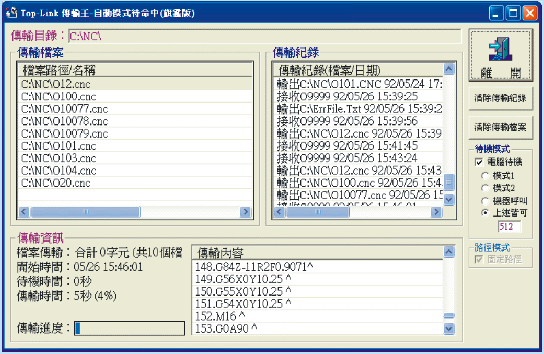 Top-Link 傳輸王-自動模式待命中(旗艦版)
傳輸目錄： C:\NC\
傳輸檔案
檔案路徑/名稱
C:\NC\O12.cnc
C:\NC\O100.cnc
C:\NC\O10077.cnc
C:\NC\O10078.cnc
C:\NC\O10079.cnc
C:\NC\O101.cnc
C:\NC\O103.cnc
C:\NC\O104.cnc
C:\NC\O20.cnc
傳輸紀錄
傳輸紀錄(檔案/日期)
輸出C:\NC\O101.CNC 92/05/24 17:
接收O9999 92/05/26 15:39:25
輸出C:\ErrFile.Txt 92/05/26 15:39:2
接收O9999 92/05/26 15:39:56
輸出C:\NC\O012.cnc 92/05/26 15:39
接收O9999 92/05/26 15:41:45
接收O9999 92/05/26 15:43:24
輸出C:\NC\O012.cnc 92/05/26 15:43
輸出C:\NC\O100.cnc 92/05/26 15:4
輸出C:\NC\O10077.cnc 92/05/26 15:
離 開
清除傳輸紀錄
清除傳輸檔案
待機模式
電腦待機
模式1
模式2
機器呼叫
上述皆可
512
路徑模式
固定路徑
傳輸資訊
檔案傳輸：合計 0字元 (共10個檔
開始時間：05/26 15:46:01
待機時間：0秒
傳輸時間：5秒 (4%)
傳輸進度：
傳輸內容
148.G84Z-11R2F0.9071^
149.G56X0Y10.25 ^
150.G55X0Y10.25 ^
151.G54X0Y10.25 ^
152.M16 ^
153.G0A90 ^